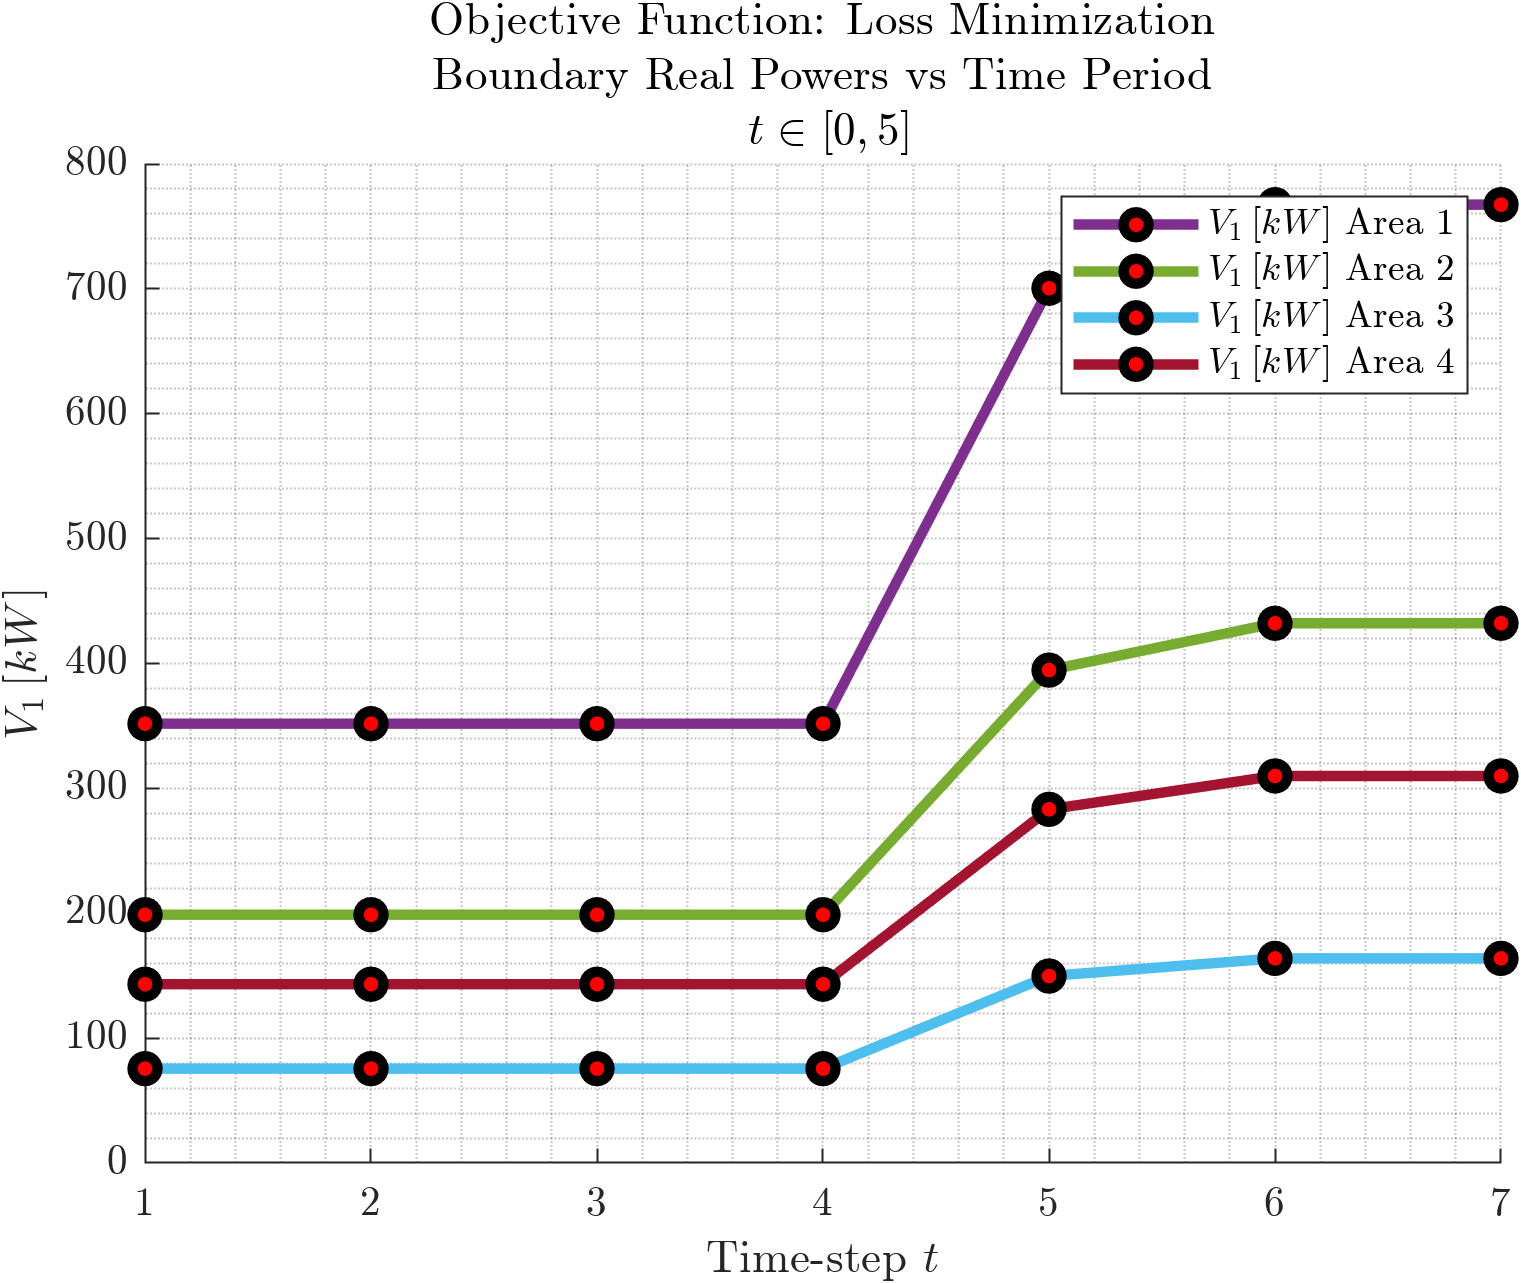 Objective Function: Loss Minimization
Boundary Real Powers vs Time Period
t ∈ [0, 5]
800
700
600
500
400
300
200
100
0
V₁ [kW]
V₁ [kW] Area 1
V₁ [kW] Area 2
V₁ [kW] Area 3
V₁ [kW] Area 4
1 2 3 4 5 6 7
Time-step t